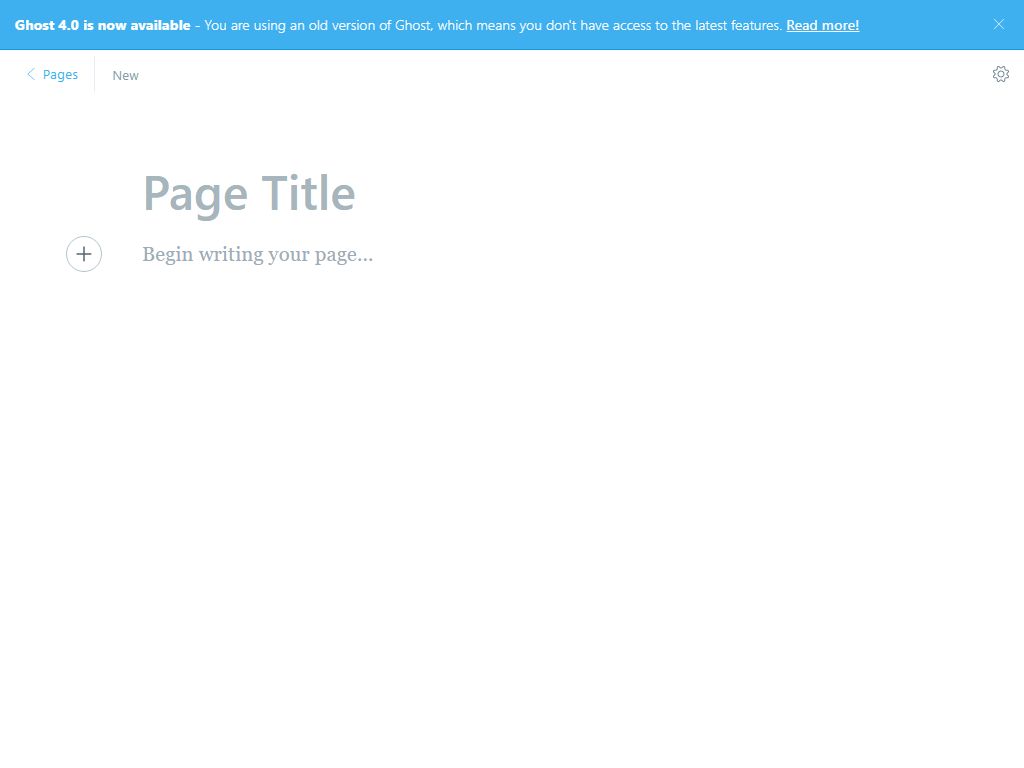 Ghost 4.0 is now available - You are using an old version of Ghost, which means you don't have access to the latest features. Read more!
Pages
New
Page Title
Begin writing your page...